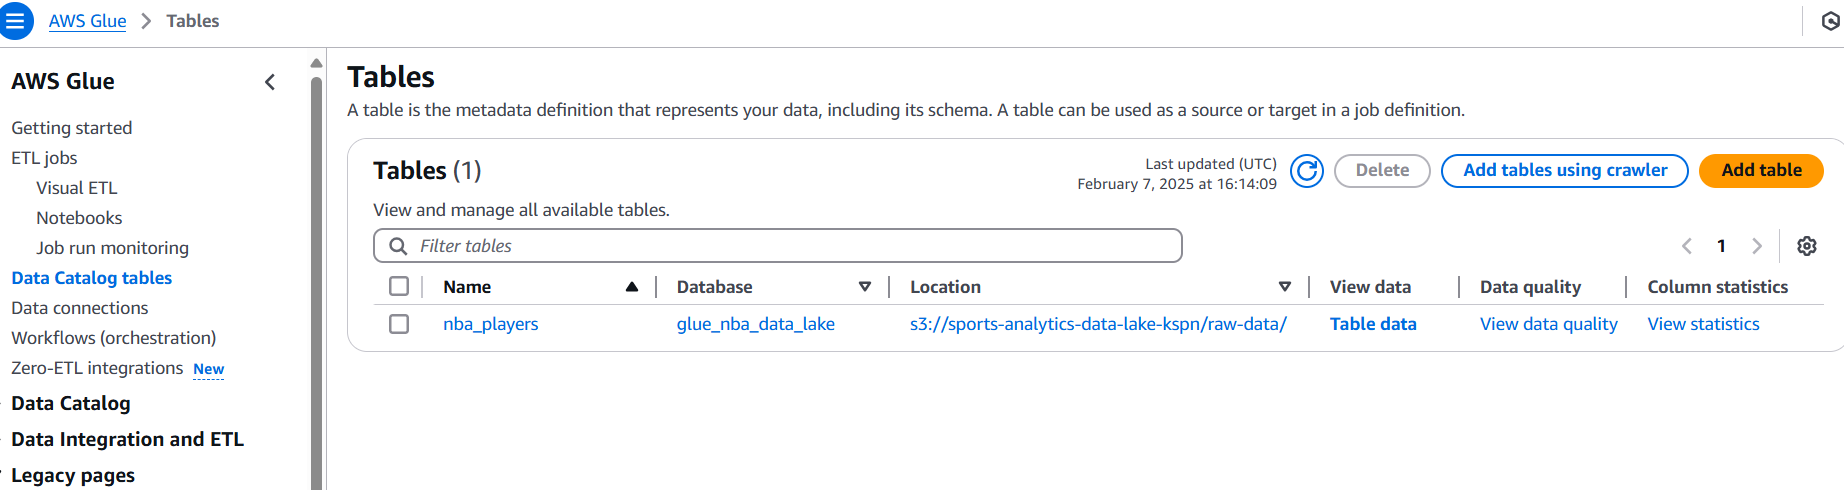 AWS Glue > Tables
AWS Glue
Getting started
ETL jobs
Visual ETL
Notebooks
Job run monitoring
Data Catalog tables
Data connections
Workflows (orchestration)
Zero-ETL integrations New
Data Catalog
Data Integration and ETL
Legacy pages
Tables
A table is the metadata definition that represents your data, including its schema. A table can be used as a source or target in a job definition.
Tables (1)
Last updated (UTC)
February 7, 2025 at 16:14:09
Delete
Add tables using crawler
Add table
View and manage all available tables.
Filter tables
1
Name Database Location View data Data quality Column statistics
nba_players glue_nba_data_lake s3://sports-analytics-data-lake-kspn/raw-data/ Table data View data quality View statistics